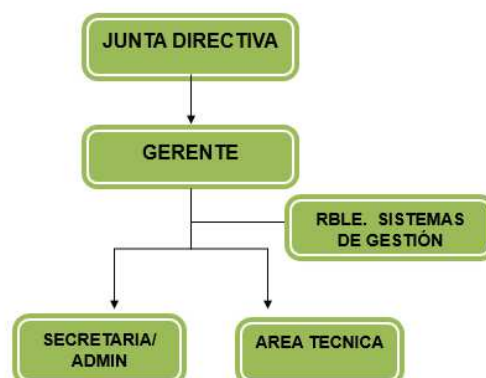 JUNTA DIRECTIVA
GERENTE
RBLE. SISTEMAS
DE GESTIÓN
SECRETARIA/
ADMIN
AREA TECNICA